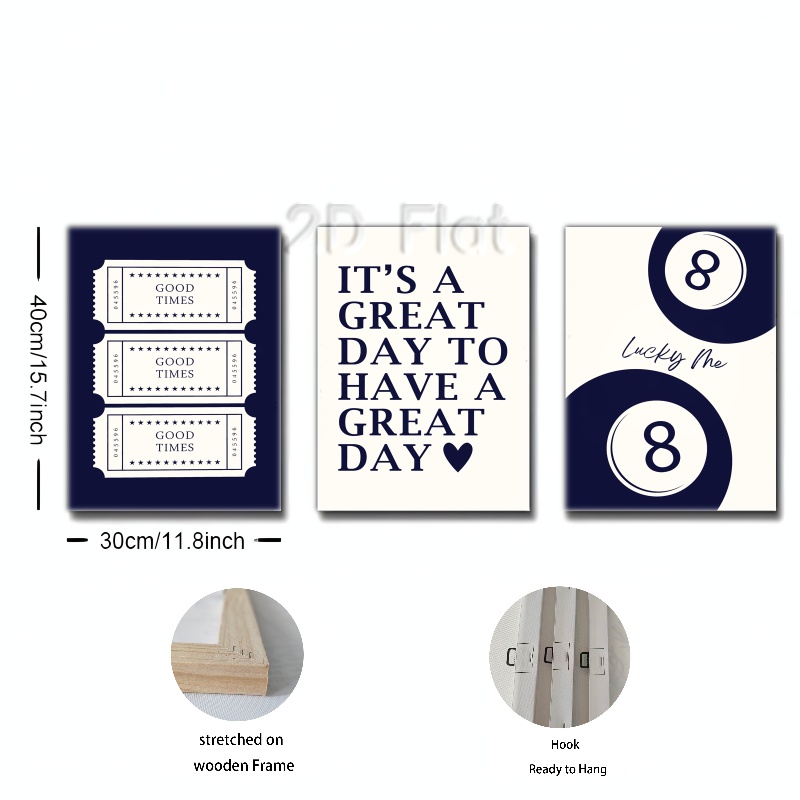 2D Flat
GOOD
TIMES
045596
045596
GOOD
TIMES
045596
045596
GOOD
TIMES
045596
045596
IT'S A
GREAT
DAY TO
HAVE A
GREAT
DAY
8
Lucky Me
8
40cm/15.7inch
30cm/11.8inch
stretched on
wooden Frame
Hook
Ready to Hang